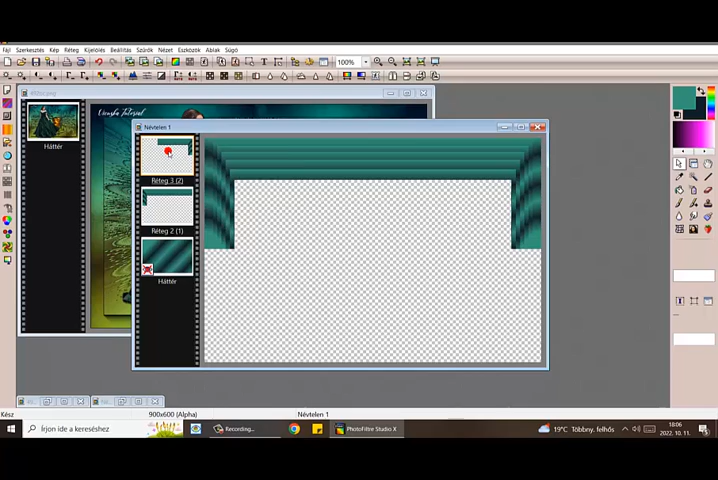 Fájl Szerkesztés Kép Réteg Kijelölés Beállítás Szűrők Nézet Eszközök Ablak Súgó
100%
Névtelen 1
Háttér
Réteg 3 (2)
Réteg 2 (1)
Háttér
Kész 900x600 (Alpha) Névtelen 1
Írjon ide a kereséshez Recording... PhotoFiltre Studio X 19°C Többny. felhős 18:06
2022. 10. 11.